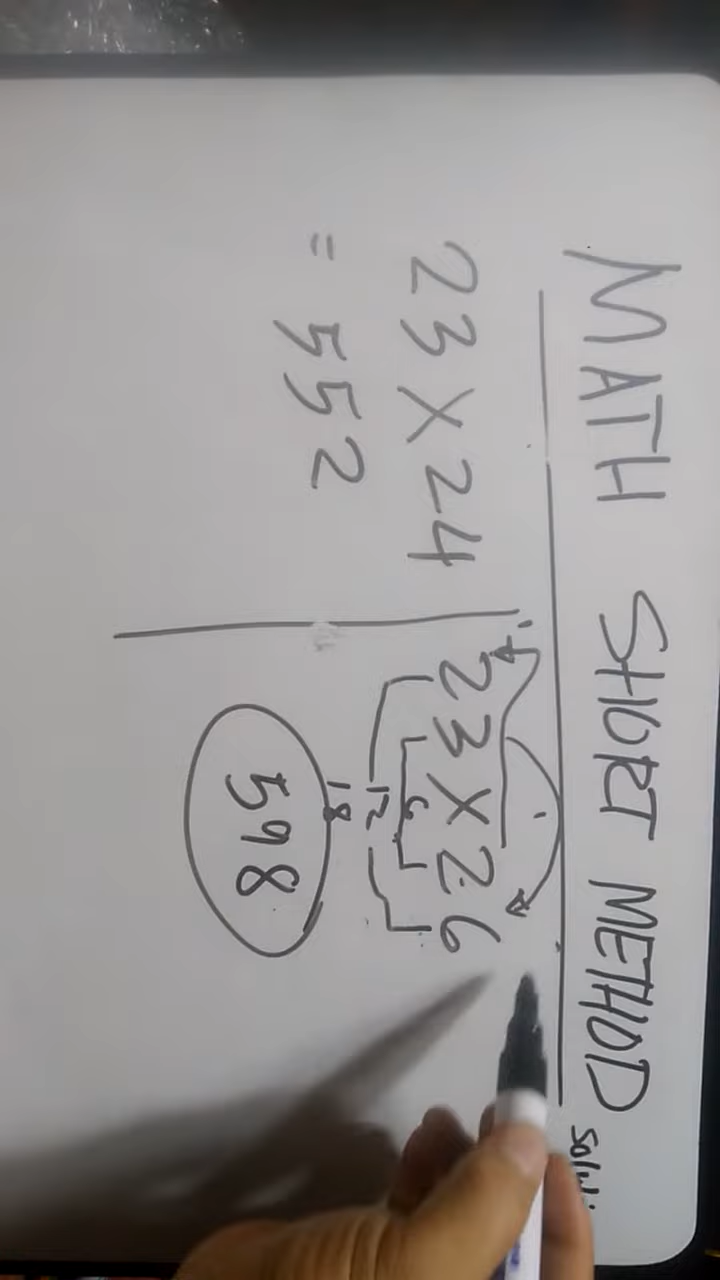 MATH SHORT METHOD
23 X 24
= 552
23 X 26
6
12
18
598